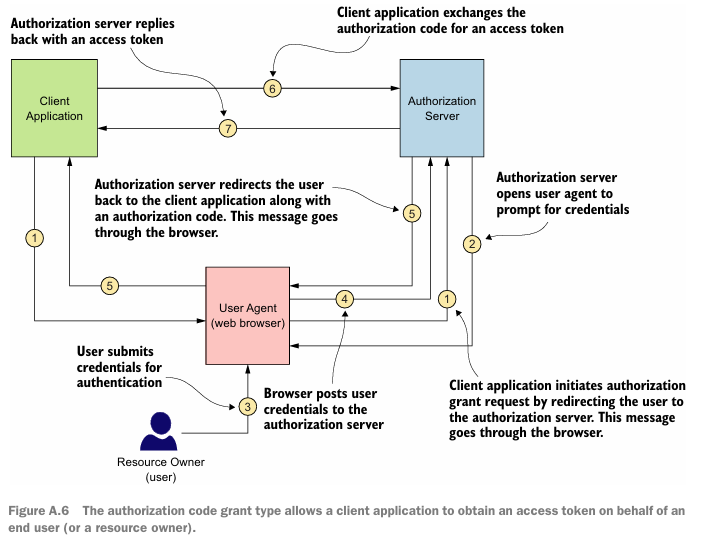 Authorization server replies
back with an access token
Client application exchanges the
authorization code for an access token
Client
Application
6
Authorization
Server
7
Authorization server redirects the user
back to the client application along with
an authorization code. This message goes
through the browser.
5
Authorization server
opens user agent to
prompt for credentials
1
2
5
User Agent
(web browser)
4
1
User submits
credentials for
authentication
3
Browser posts user
credentials to the
authorization server
Client application initiates authorization
grant request by redirecting the user to
the authorization server. This message
goes through the browser.
Resource Owner
(user)
Figure A.6 The authorization code grant type allows a client application to obtain an access token on behalf of an
end user (or a resource owner).